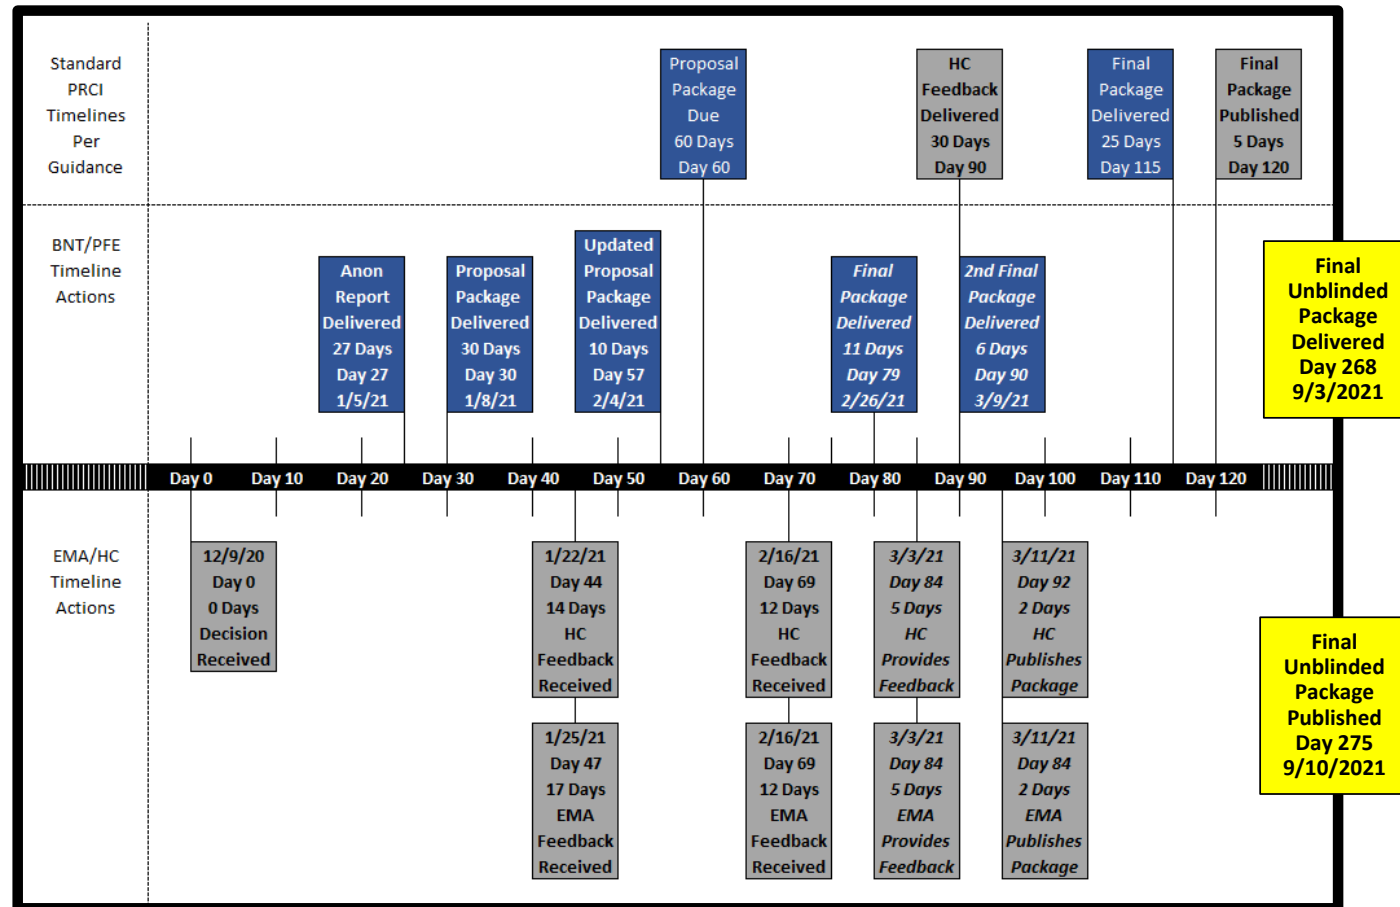 Standard
PRCI
Timelines
Per
Guidance
Proposal
Package
Due
60 Days
Day 60
HC
Feedback
Delivered
30 Days
Day 90
Final
Package
Delivered
25 Days
Day 115
Final
Package
Published
5 Days
Day 120
BNT/PFE
Timeline
Actions
Anon
Report
Delivered
27 Days
Day 27
1/5/21
Proposal
Package
Delivered
30 Days
Day 30
1/8/21
Updated
Proposal
Package
Delivered
10 Days
Day 57
2/4/21
Final
Package
Delivered
11 Days
Day 79
2/26/21
2nd Final
Package
Delivered
6 Days
Day 90
3/9/21
Final
Unblinded
Package
Delivered
Day 268
9/3/2021
Day 0 Day 10 Day 20 Day 30 Day 40 Day 50 Day 60 Day 70 Day 80 Day 90 Day 100 Day 110 Day 120
EMA/HC
Timeline
Actions
12/9/20
Day 0
0 Days
Decision
Received
1/22/21
Day 44
14 Days
HC
Feedback
Received
2/16/21
Day 69
12 Days
HC
Feedback
Received
3/3/21
Day 84
5 Days
HC
Provides
Feedback
3/11/21
Day 92
2 Days
HC
Publishes
Package
1/25/21
Day 47
17 Days
EMA
Feedback
Received
2/16/21
Day 69
12 Days
EMA
Feedback
Received
3/3/21
Day 84
5 Days
EMA
Provides
Feedback
3/11/21
Day 84
2 Days
EMA
Publishes
Package
Final
Unblinded
Package
Published
Day 275
9/10/2021